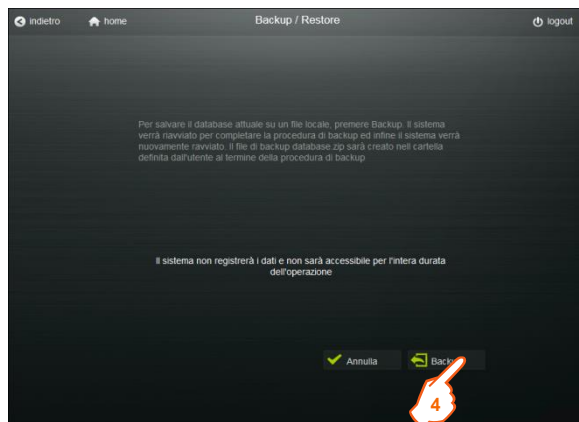 indietro home Backup / Restore logout
Per salvare il database attuale su un file locale, premere Backup. Il sistema
verrà riavviato per completare la procedura di backup ed infine il sistema verrà
nuovamente ravviato. Il file di backup database.zip sarà creato nell cartella
definita dall'utente al termine della procedura di backup
Il sistema non registrerà i dati e non sarà accessibile per l'intera durata
dell'operazione
Annulla Back
4